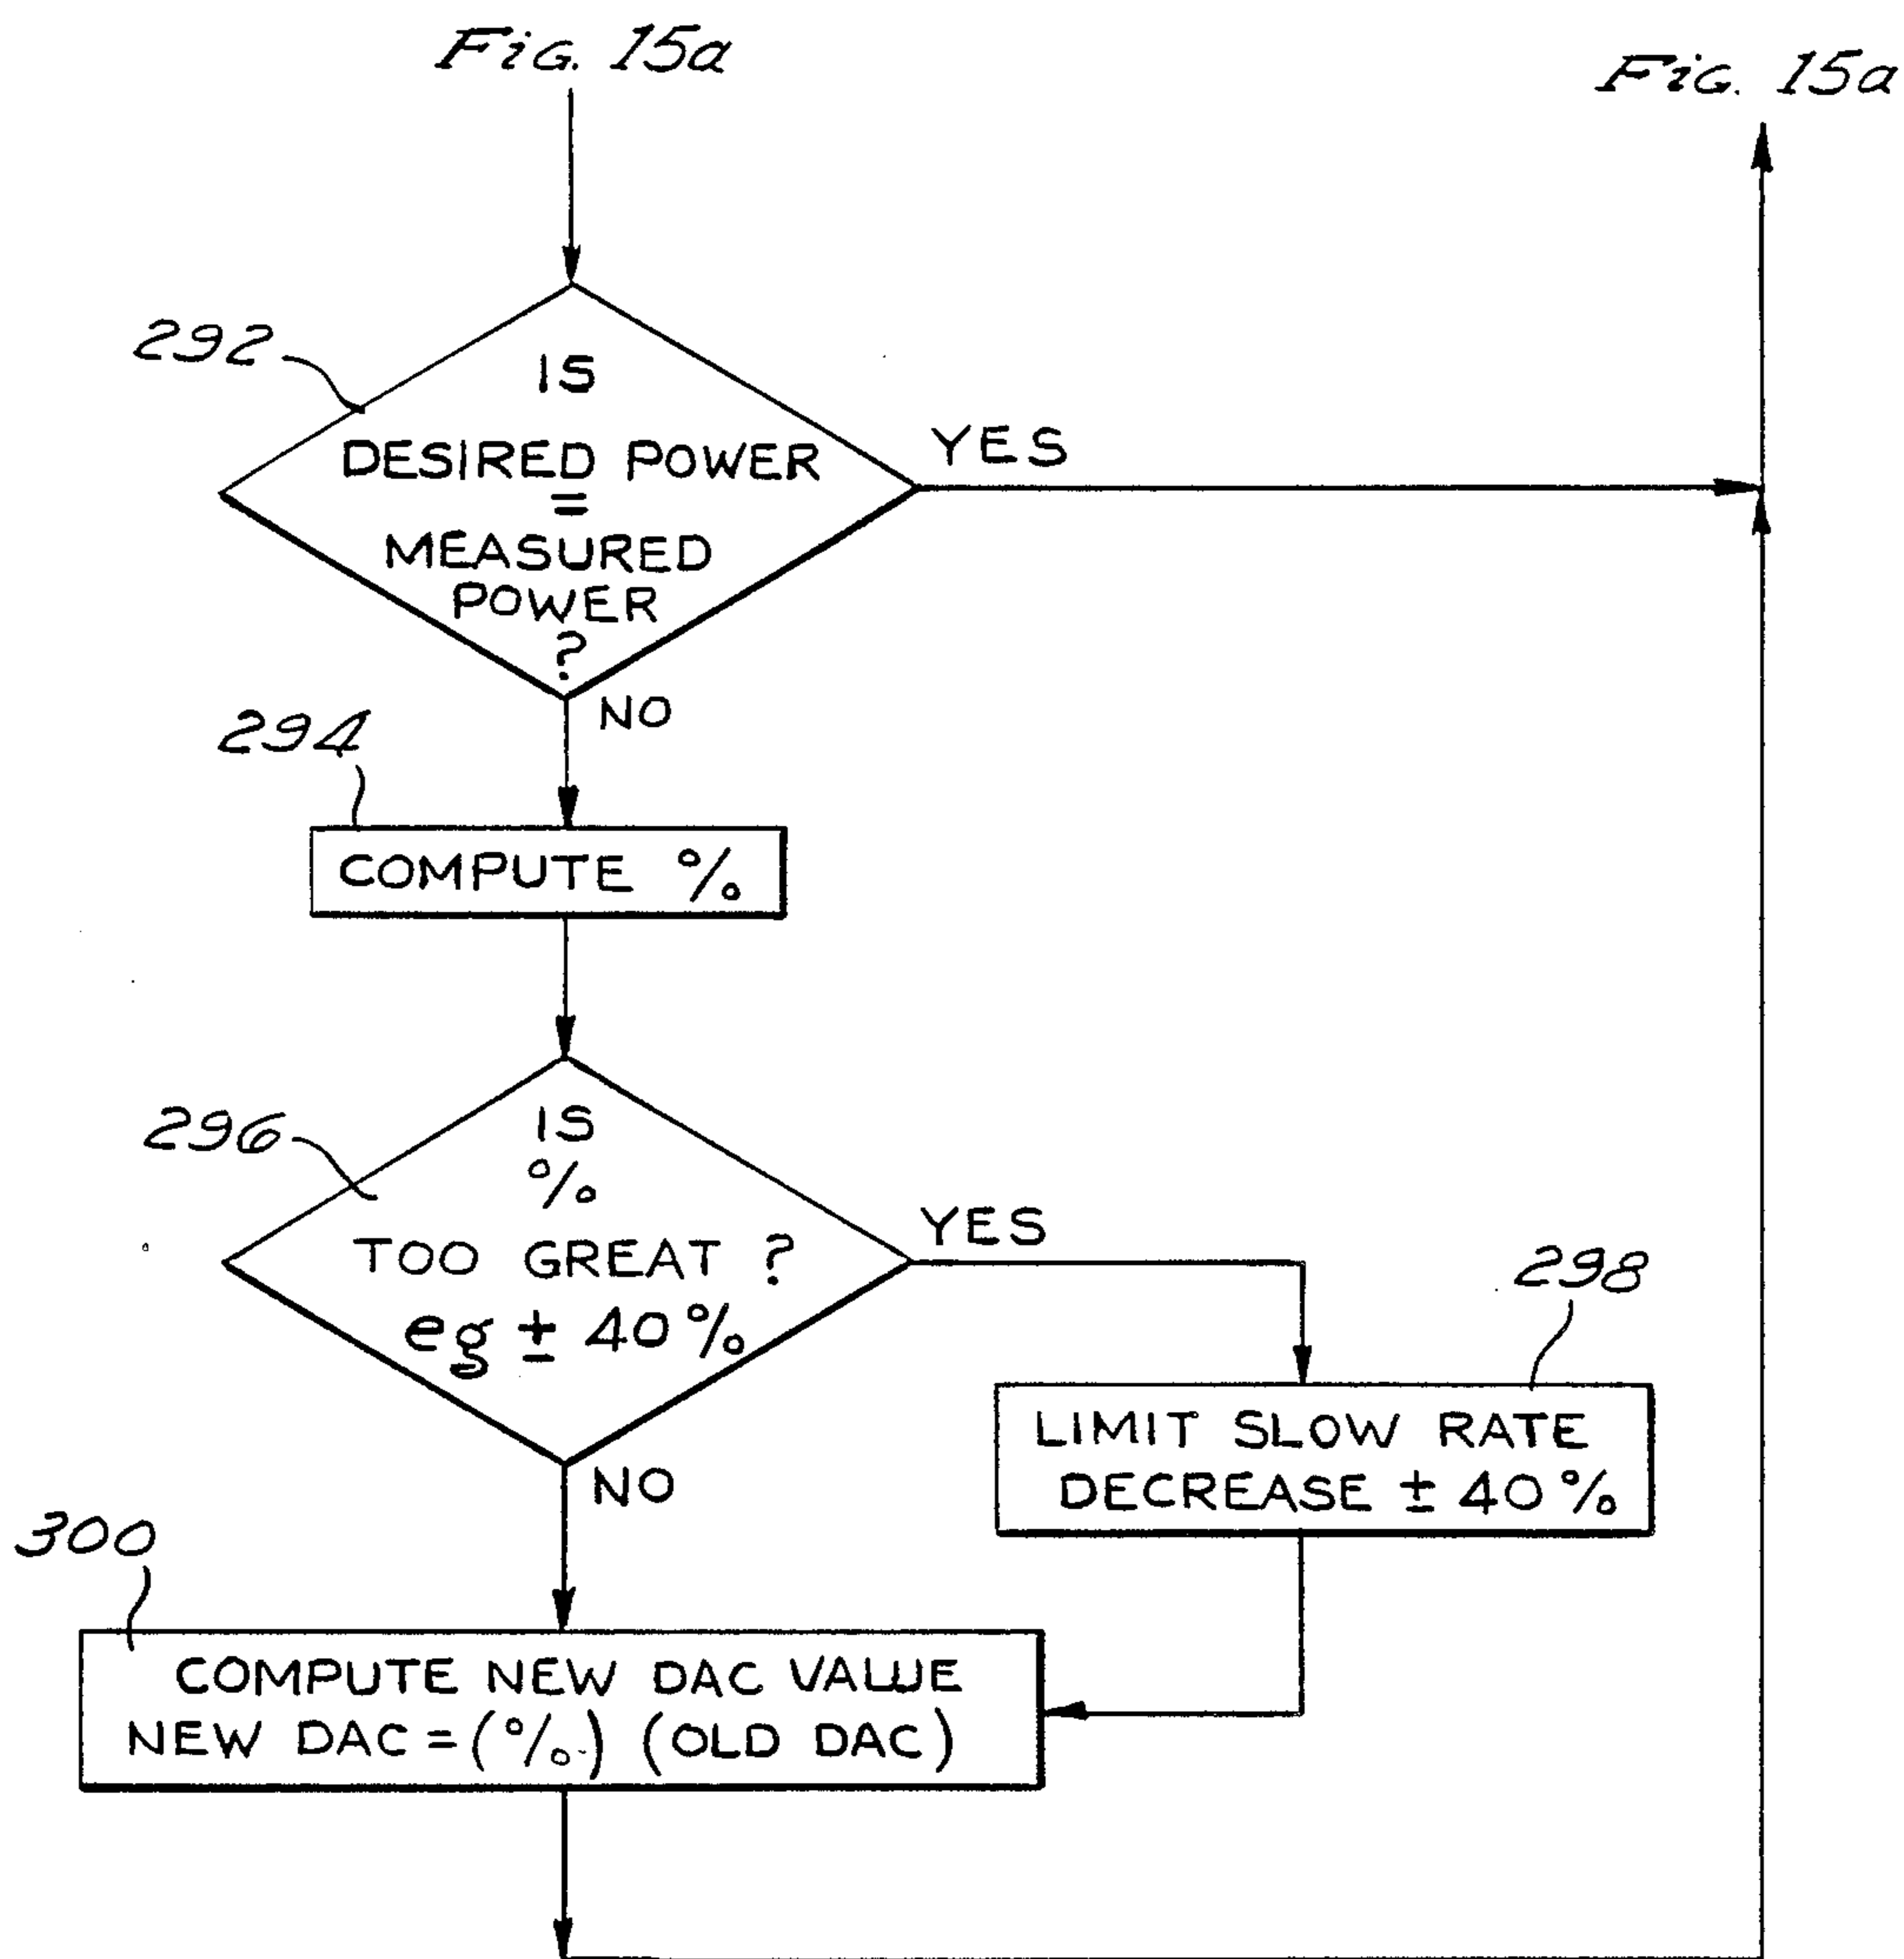 Fig. 15a
Fig. 15a
292
IS
DESIRED POWER
=
MEASURED
POWER
?
YES
NO
294
COMPUTE %
296
IS
%
TOO GREAT ?
eg ± 40%
YES
298
LIMIT SLOW RATE
DECREASE ± 40%
NO
300
COMPUTE NEW DAC VALUE
NEW DAC = (%) (OLD DAC)